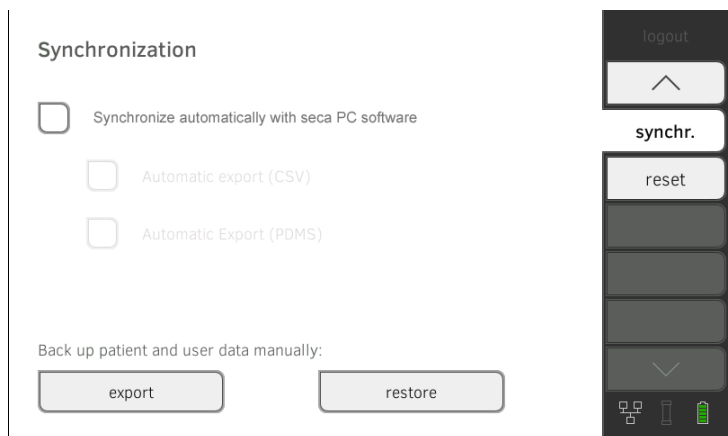 Synchronization
Synchronize automatically with seca PC software
Automatic export (CSV)
Automatic Export (PDMS)
Back up patient and user data manually:
export
restore
logout
synchr.
reset